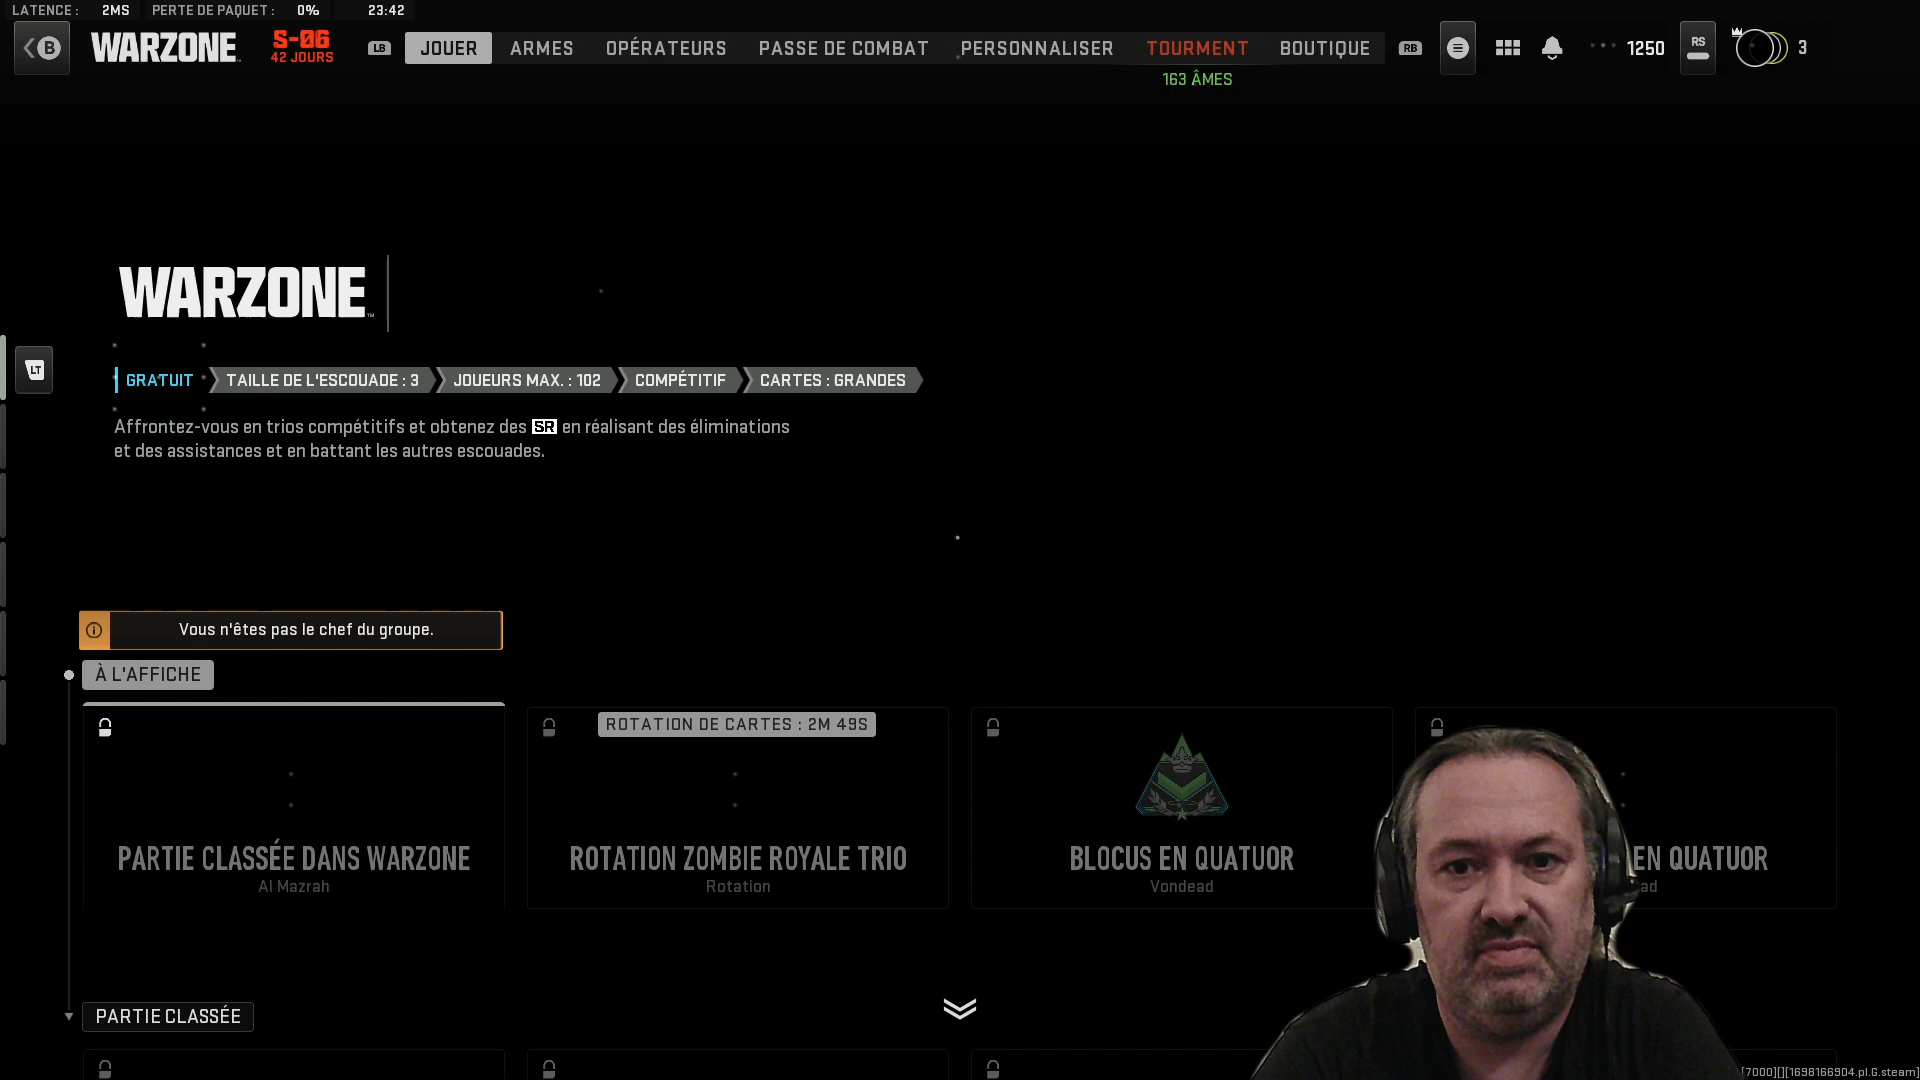 LATENCE : 2MS PERTE DE PAQUET : 0% 23:42
B WARZONE S-06 42 JOURS LB JOUER ARMES OPÉRATEURS PASSE DE COMBAT PERSONNALISER TOURMENT BOUTIQUE RB 1250 RS 3
163 ÂMES
WARZONE
LT
GRATUIT TAILLE DE L'ESCOUADE : 3 JOUEURS MAX. : 102 COMPÉTITIF CARTES : GRANDES
Affrontez-vous en trios compétitifs et obtenez des SR en réalisant des éliminations
et des assistances et en battant les autres escouades.
Vous n'êtes pas le chef du groupe.
À L'AFFICHE
ROTATION DE CARTES : 2M 49S
PARTIE CLASSÉE DANS WARZONE ROTATION ZOMBIE ROYALE TRIO BLOCUS EN QUATUOR EN QUATUOR
Al Mazrah Rotation Vondead ad
PARTIE CLASSÉE
[7000][][1698166904.pl.G.steam]